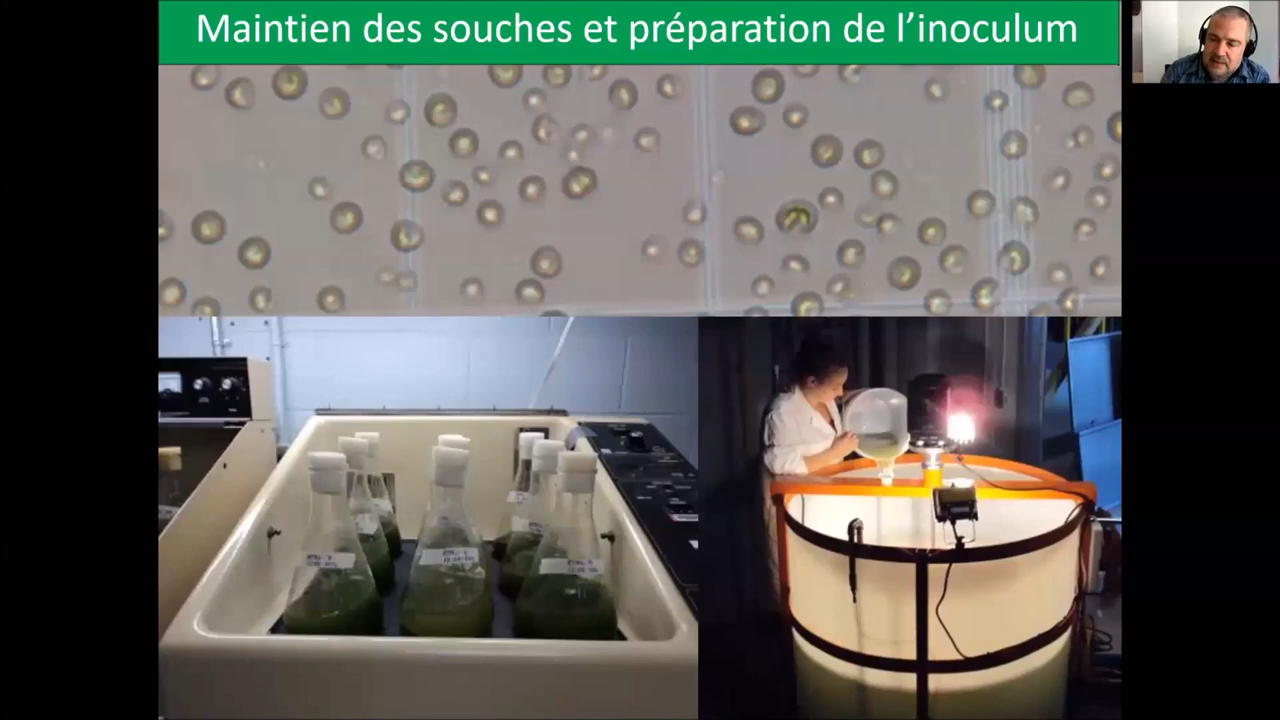 Maintien des souches et préparation de l’inoculum